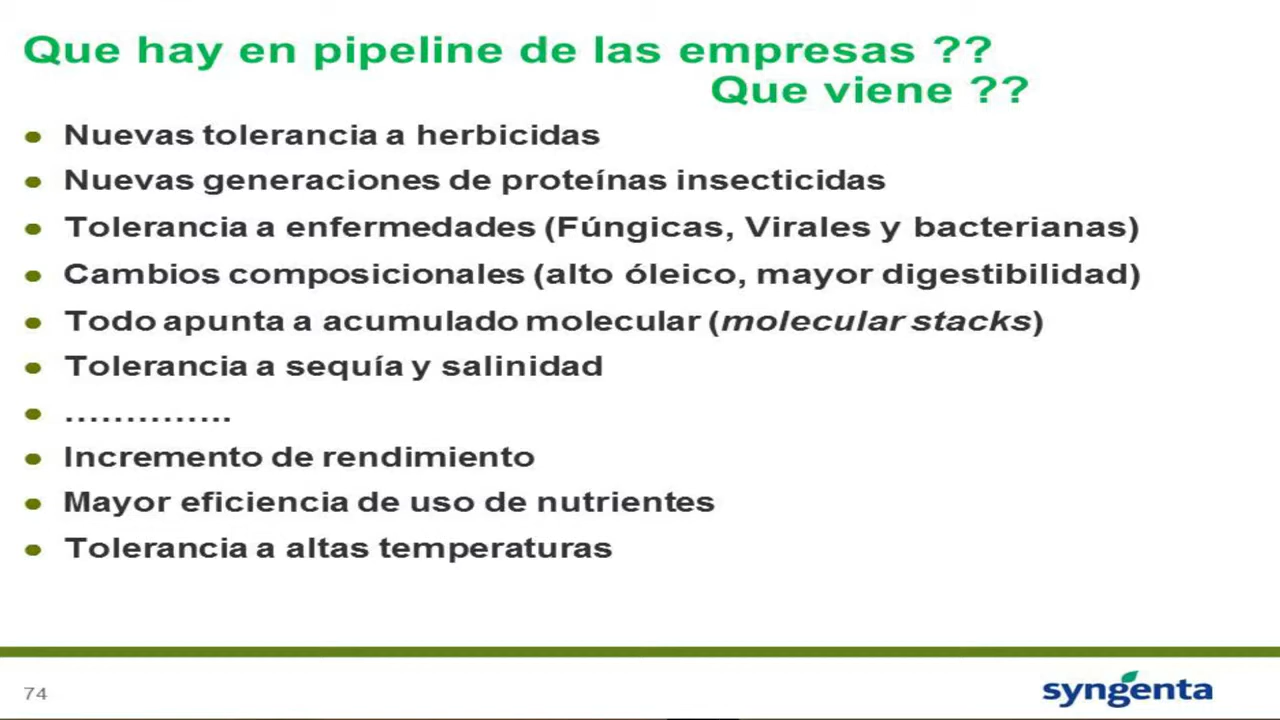 Que hay en pipeline de las empresas ??
Que viene ??
● Nuevas tolerancia a herbicidas
● Nuevas generaciones de proteínas insecticidas
● Tolerancia a enfermedades (Fúngicas, Virales y bacterianas)
● Cambios composicionales (alto óleico, mayor digestibilidad)
● Todo apunta a acumulado molecular (molecular stacks)
● Tolerancia a sequía y salinidad
● …………..
● Incremento de rendimiento
● Mayor eficiencia de uso de nutrientes
● Tolerancia a altas temperaturas
74
syngenta